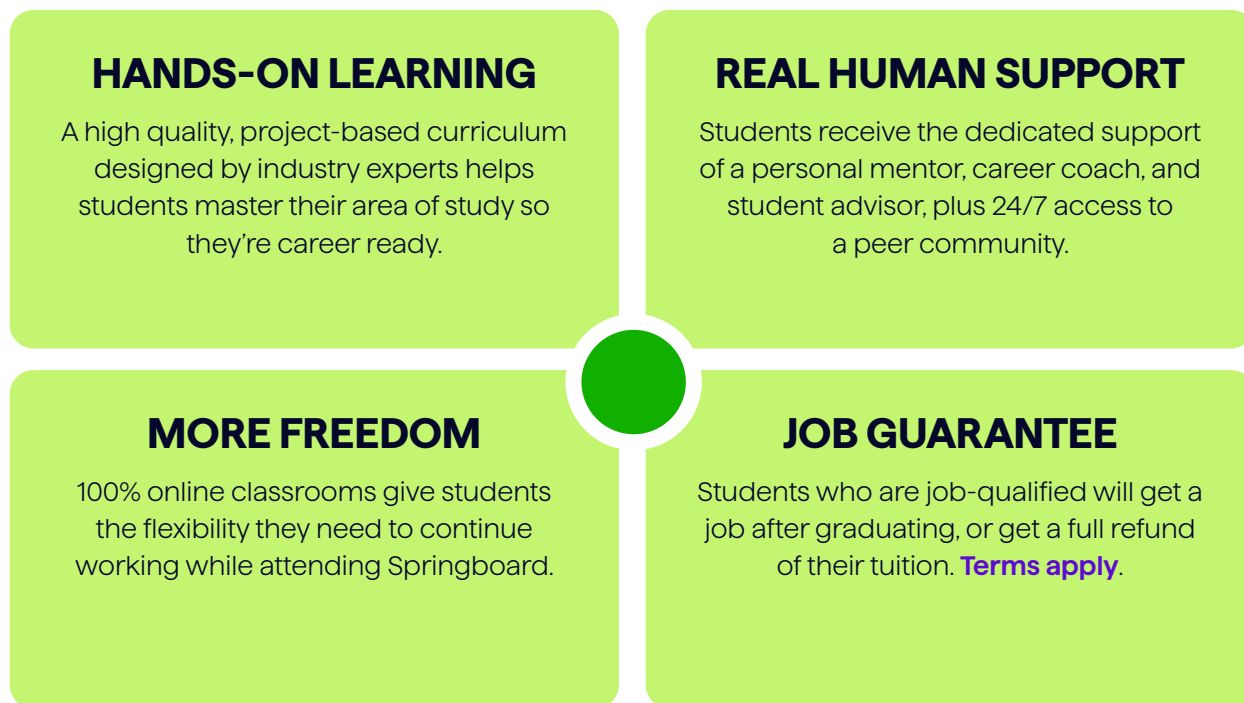 HANDS-ON LEARNING
A high quality, project-based curriculum
designed by industry experts helps
students master their area of study so
they’re career ready.
REAL HUMAN SUPPORT
Students receive the dedicated support
of a personal mentor, career coach, and
student advisor, plus 24/7 access to
a peer community.
MORE FREEDOM
100% online classrooms give students
the flexibility they need to continue
working while attending Springboard.
JOB GUARANTEE
Students who are job-qualified will get a
job after graduating, or get a full refund
of their tuition. Terms apply.